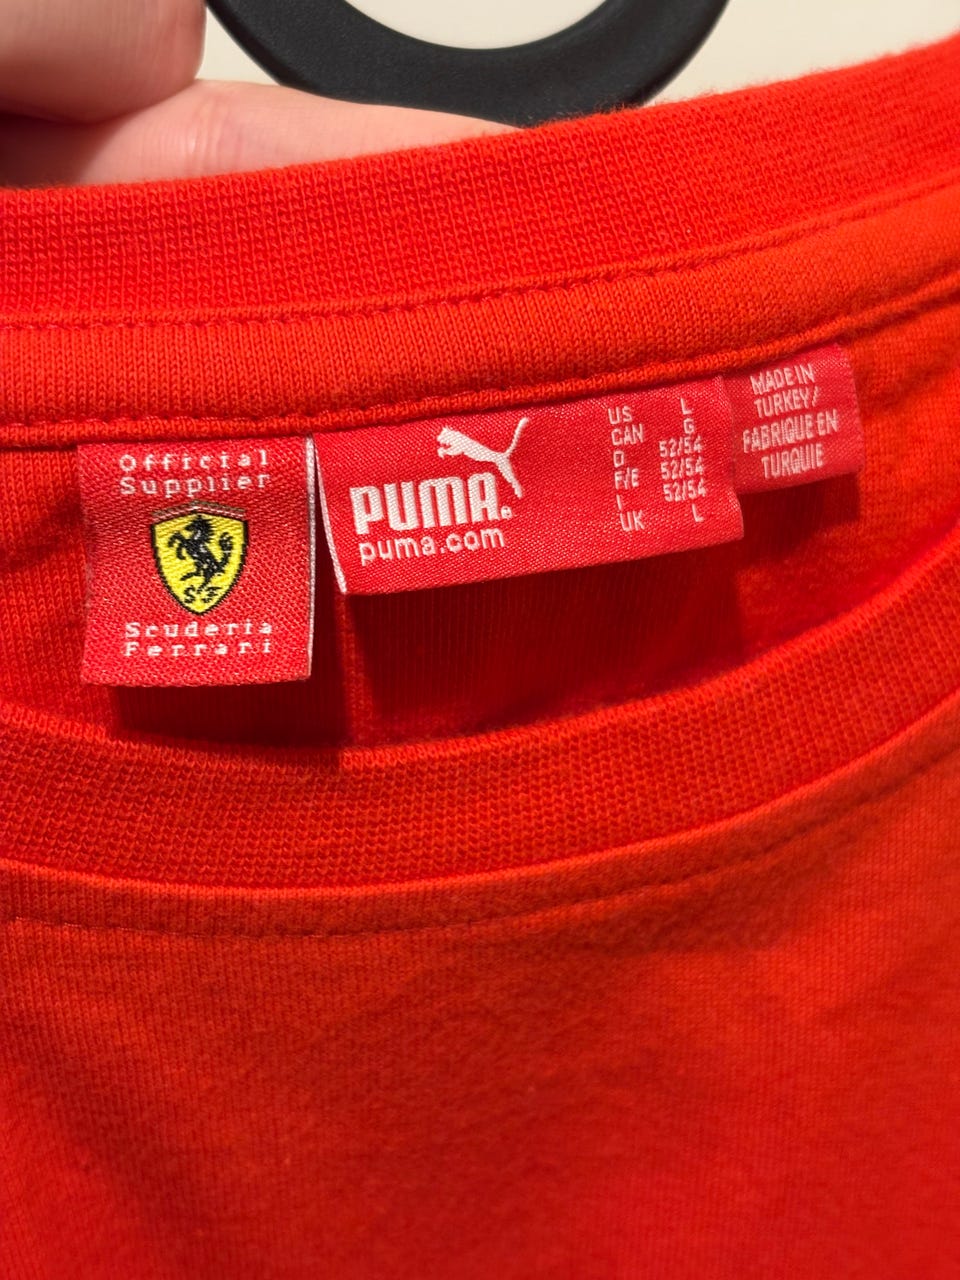 Official
Supplier
SF
Scuderia
Ferrari
PUMA®
puma.com
US L
CAN G
D 52/54
F/E 52/54
I 52/54
UK L
MADE IN
TURKEY/
FABRIQUE EN
TURQUIE